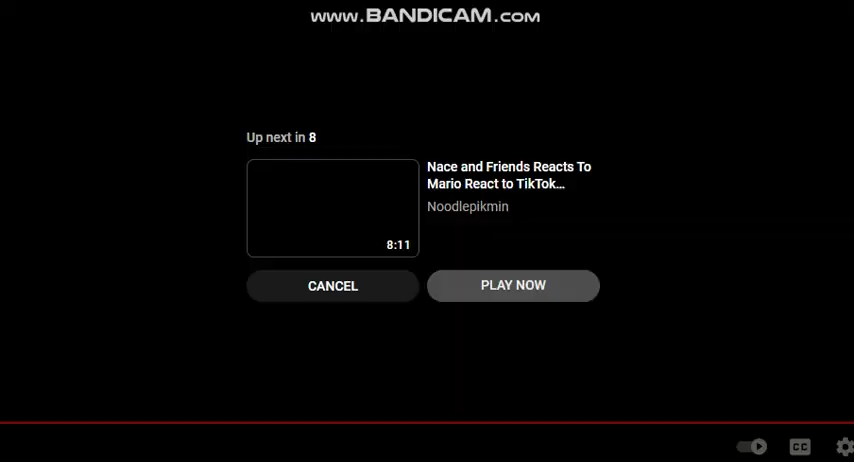 www.BANDICAM.com
Up next in 8
Nace and Friends Reacts To
Mario React to TikTok…
Noodlepikmin
8:11
CANCEL
PLAY NOW
CC